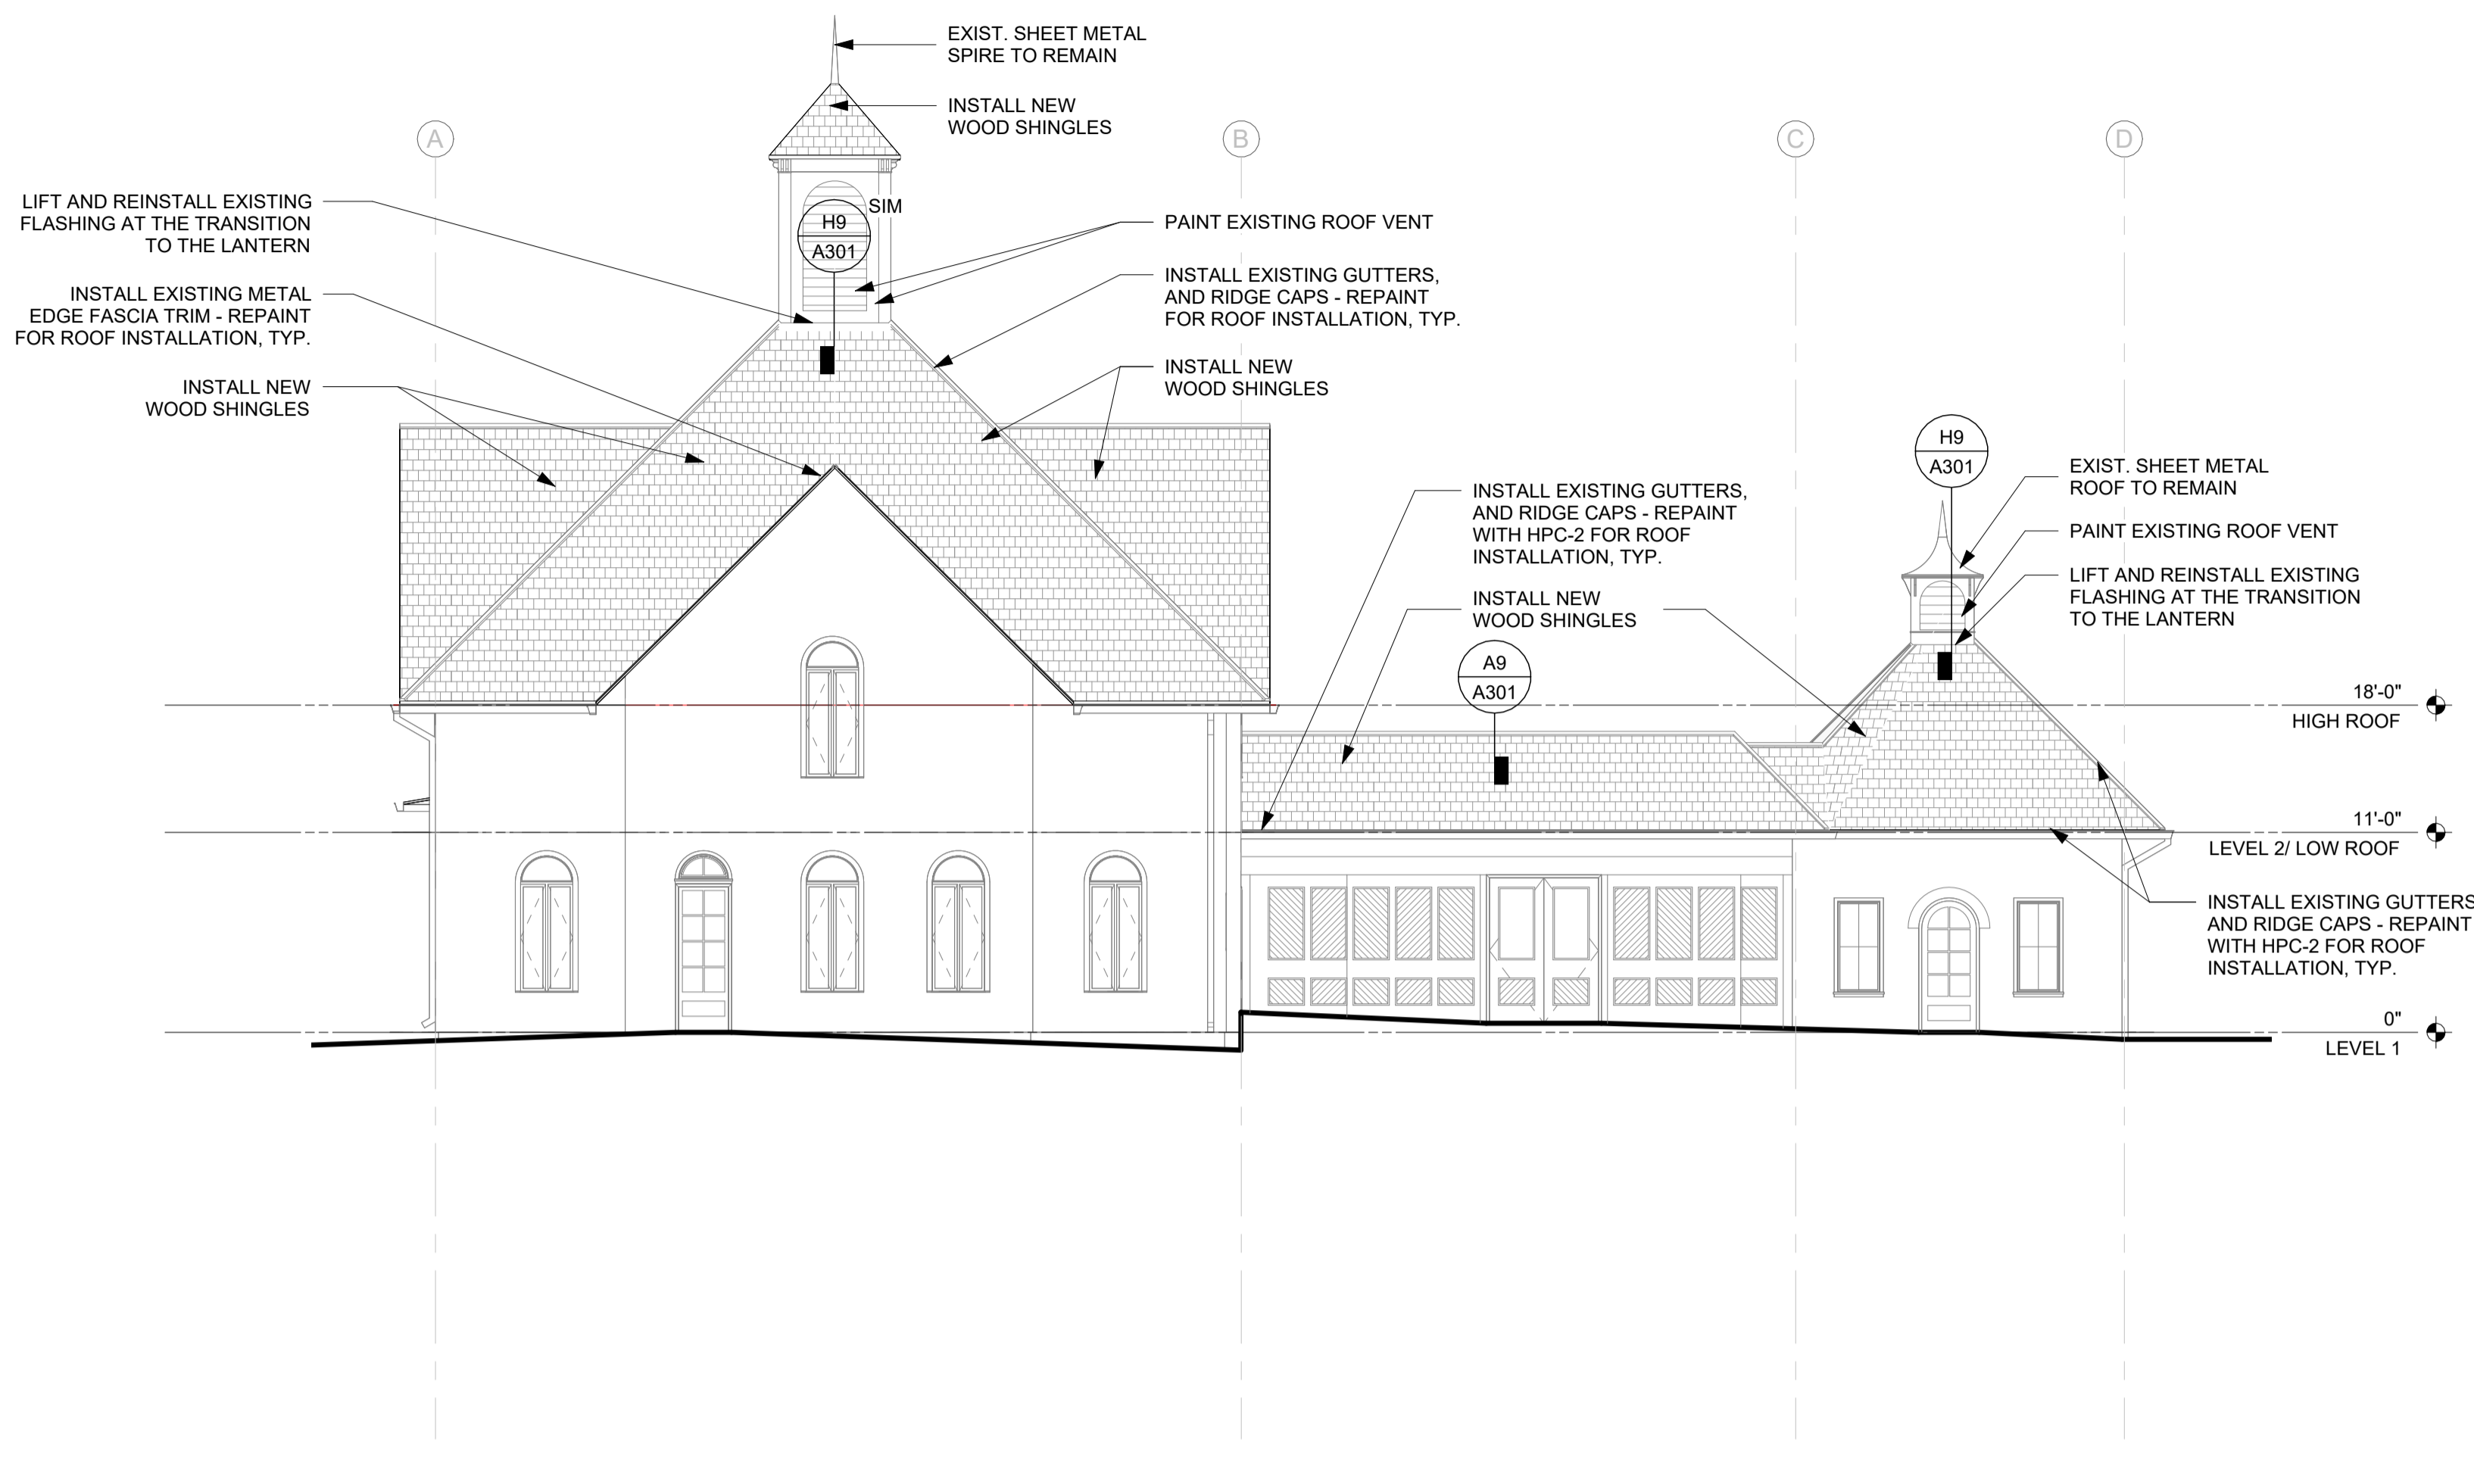 EXIST. SHEET METAL
SPIRE TO REMAIN
INSTALL NEW
WOOD SHINGLES
A
B
C
D
LIFT AND REINSTALL EXISTING
FLASHING AT THE TRANSITION
TO THE LANTERN
SIM
H9
A301
PAINT EXISTING ROOF VENT
INSTALL EXISTING METAL
EDGE FASCIA TRIM - REPAINT
FOR ROOF INSTALLATION, TYP.
INSTALL EXISTING GUTTERS,
AND RIDGE CAPS - REPAINT
FOR ROOF INSTALLATION, TYP.
INSTALL NEW
WOOD SHINGLES
INSTALL NEW
WOOD SHINGLES
H9
A301
EXIST. SHEET METAL
ROOF TO REMAIN
INSTALL EXISTING GUTTERS,
AND RIDGE CAPS - REPAINT
WITH HPC-2 FOR ROOF
INSTALLATION, TYP.
PAINT EXISTING ROOF VENT
LIFT AND REINSTALL EXISTING
FLASHING AT THE TRANSITION
TO THE LANTERN
INSTALL NEW
WOOD SHINGLES
A9
A301
18'-0"
HIGH ROOF
11'-0"
LEVEL 2/ LOW ROOF
INSTALL EXISTING GUTTERS
AND RIDGE CAPS - REPAINT
WITH HPC-2 FOR ROOF
INSTALLATION, TYP.
0"
LEVEL 1